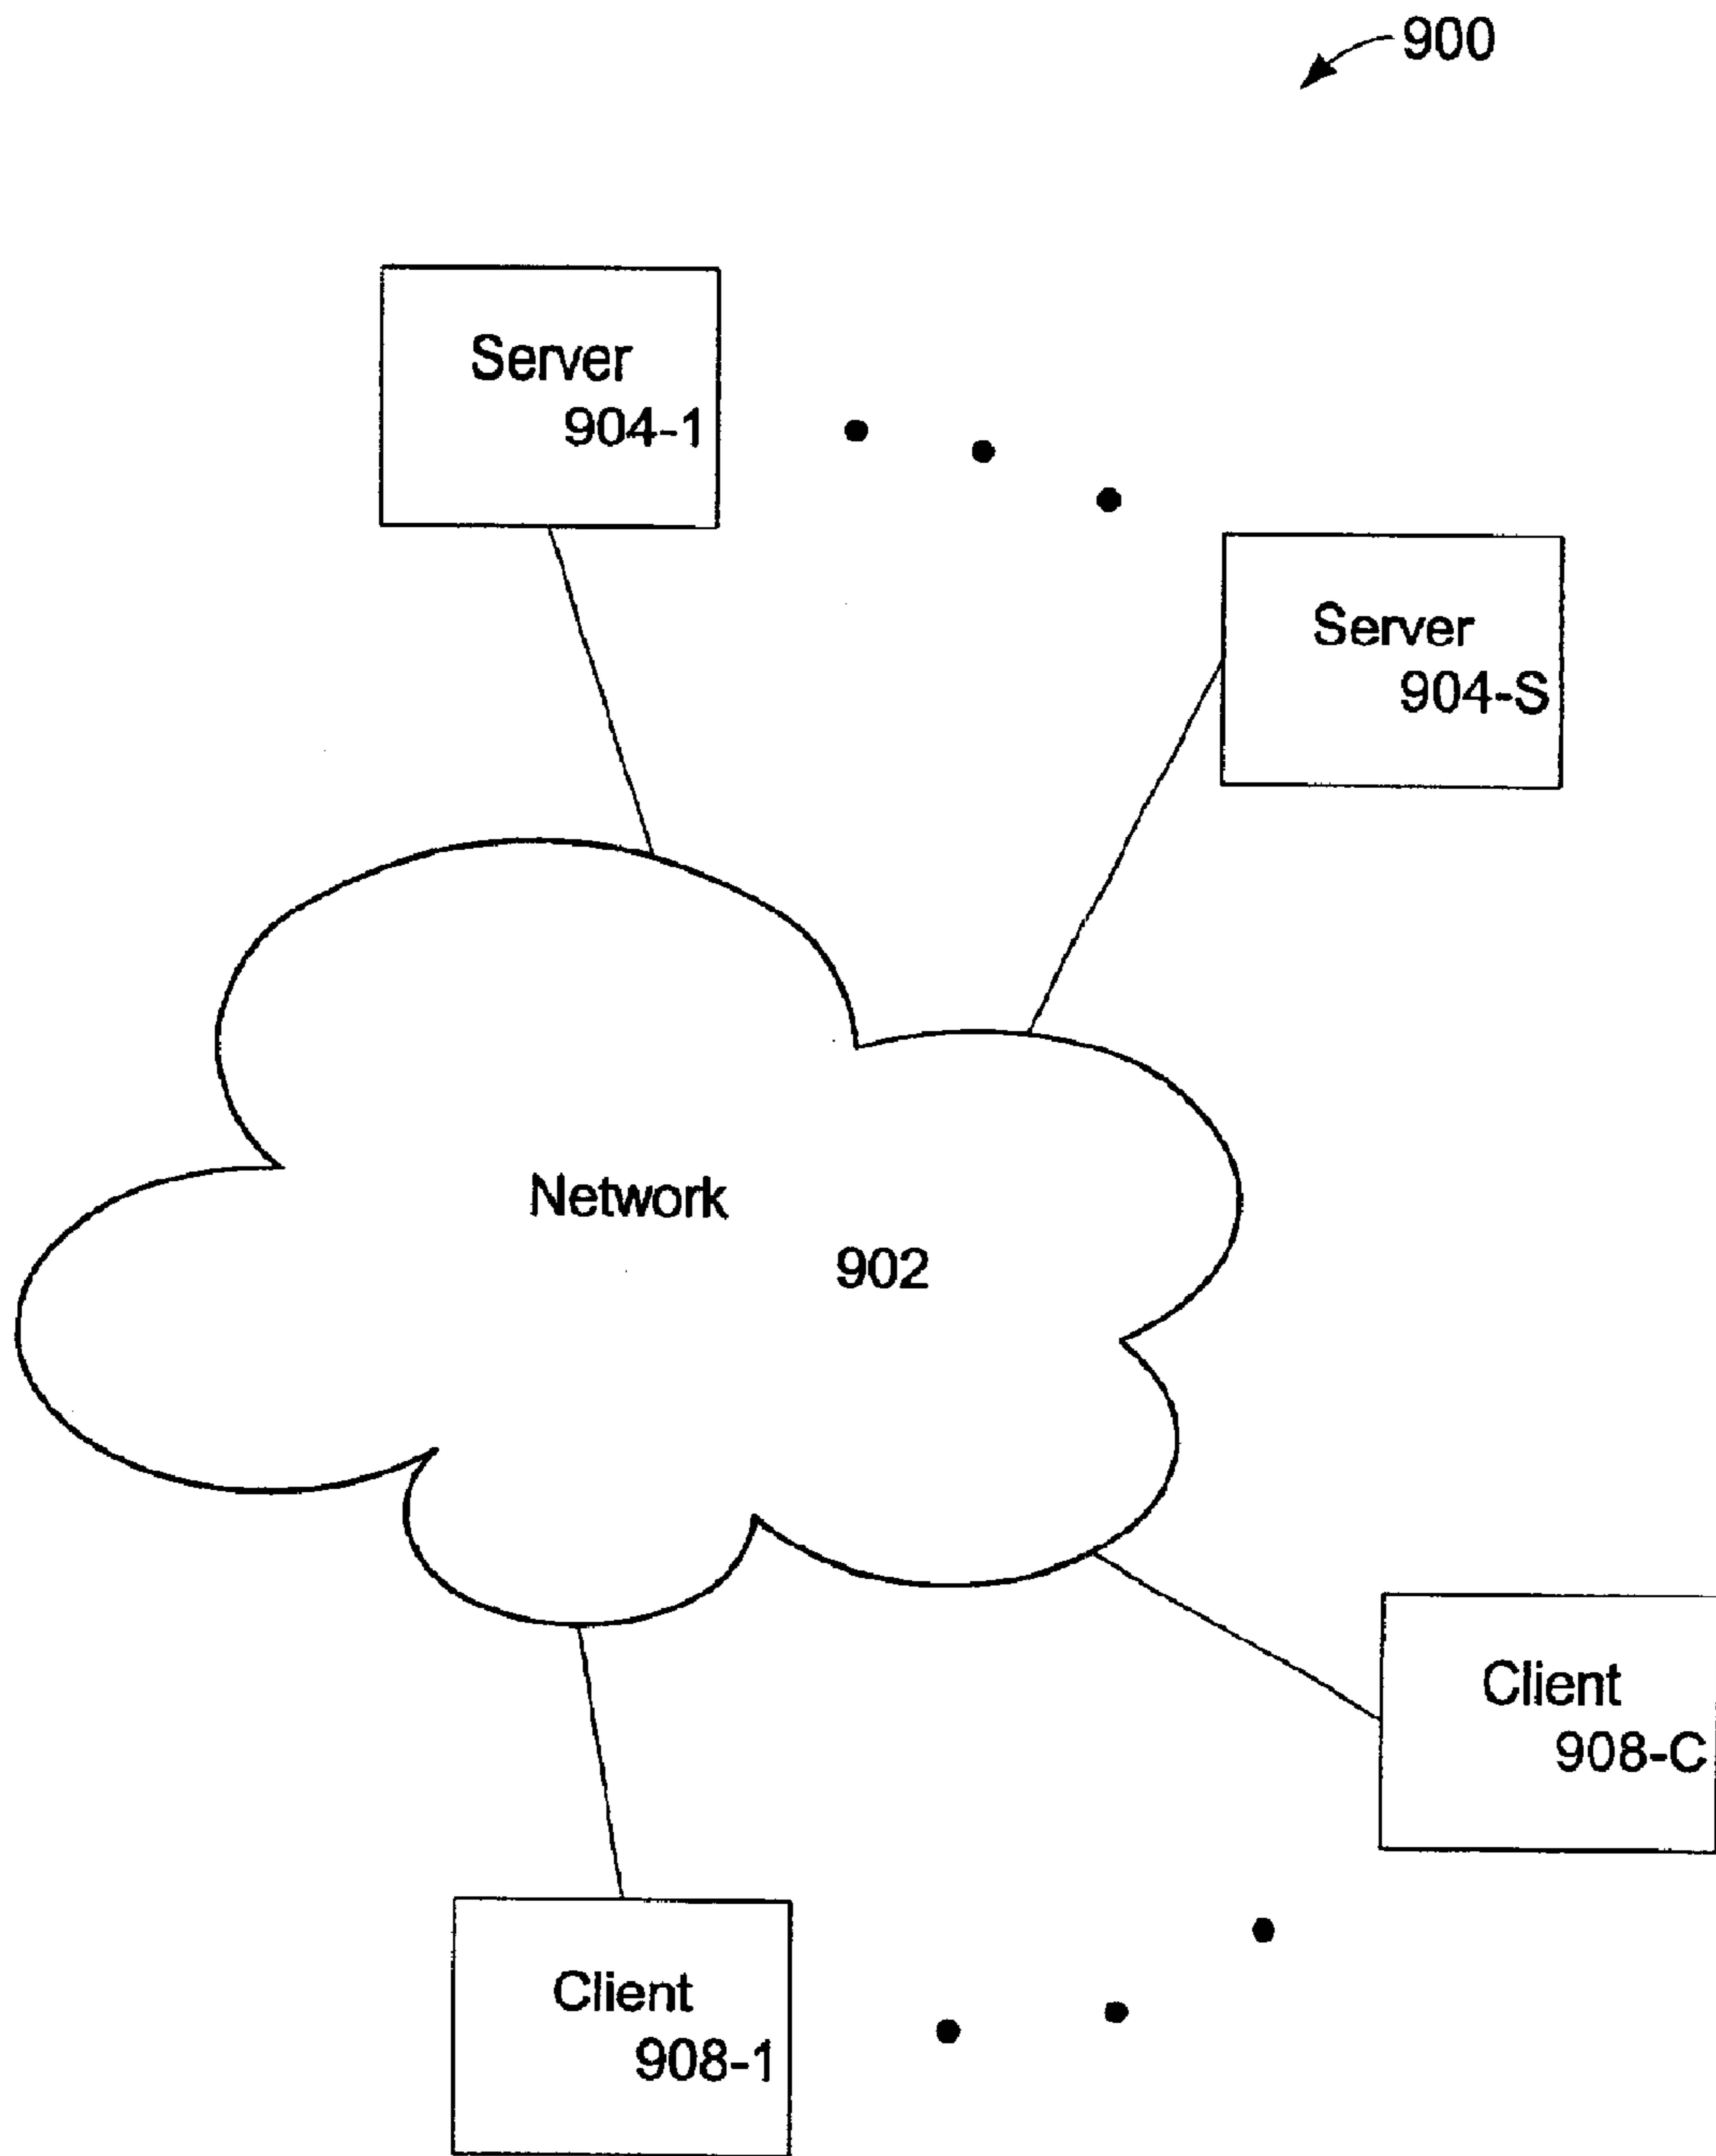 900
Server
904-1
Server
904-S
Network
902
Client
908-C
Client
908-1